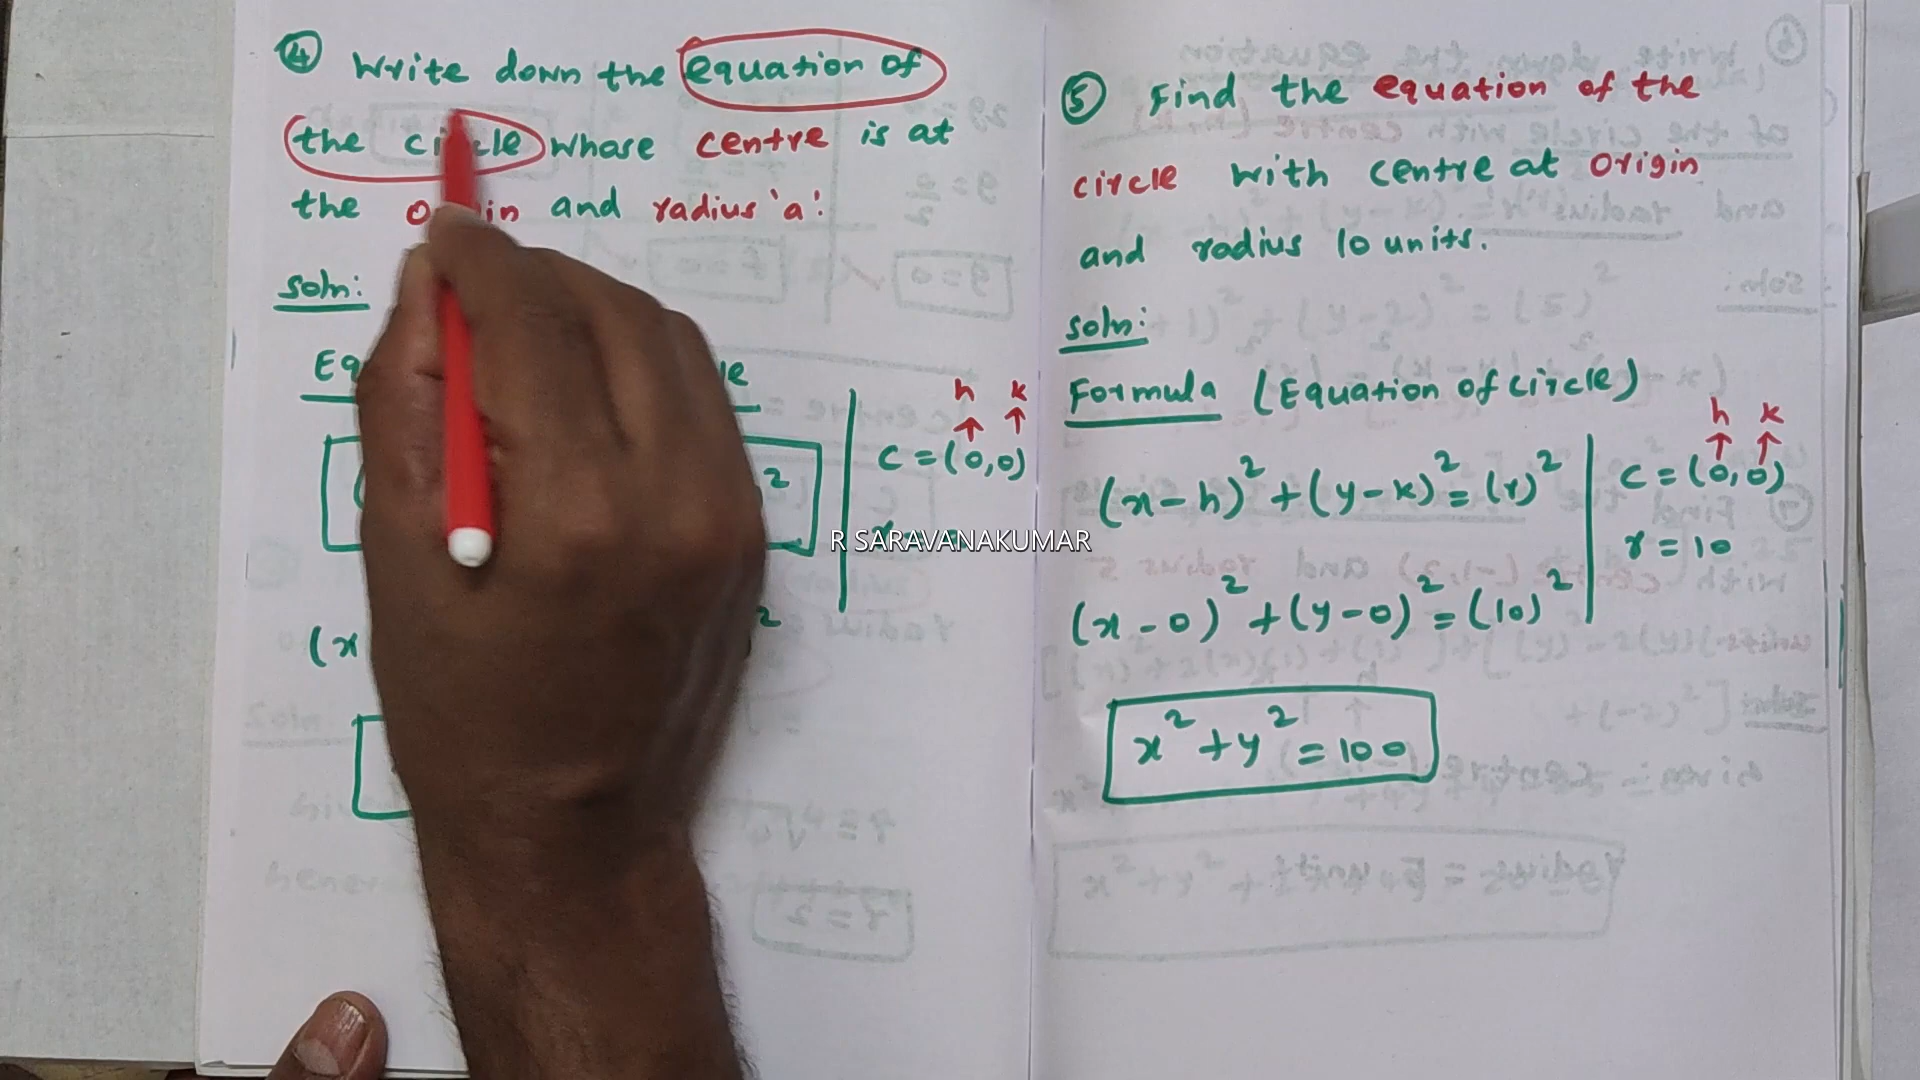 4 Write down the equation of
the circle whose centre is at
the origin and radius 'a'.
Soln:
h k
c = (0,0)
(x
5 Find the equation of the
circle with centre at origin
and radius 10 units.
Soln:
Formula (Equation of circle)
h k
(x-h)² + (y-k)² = (r)²
c = (0,0)
r = 10
(x-0)² + (y-0)² = (10)²
x² + y² = 100
R SARAVANAKUMAR